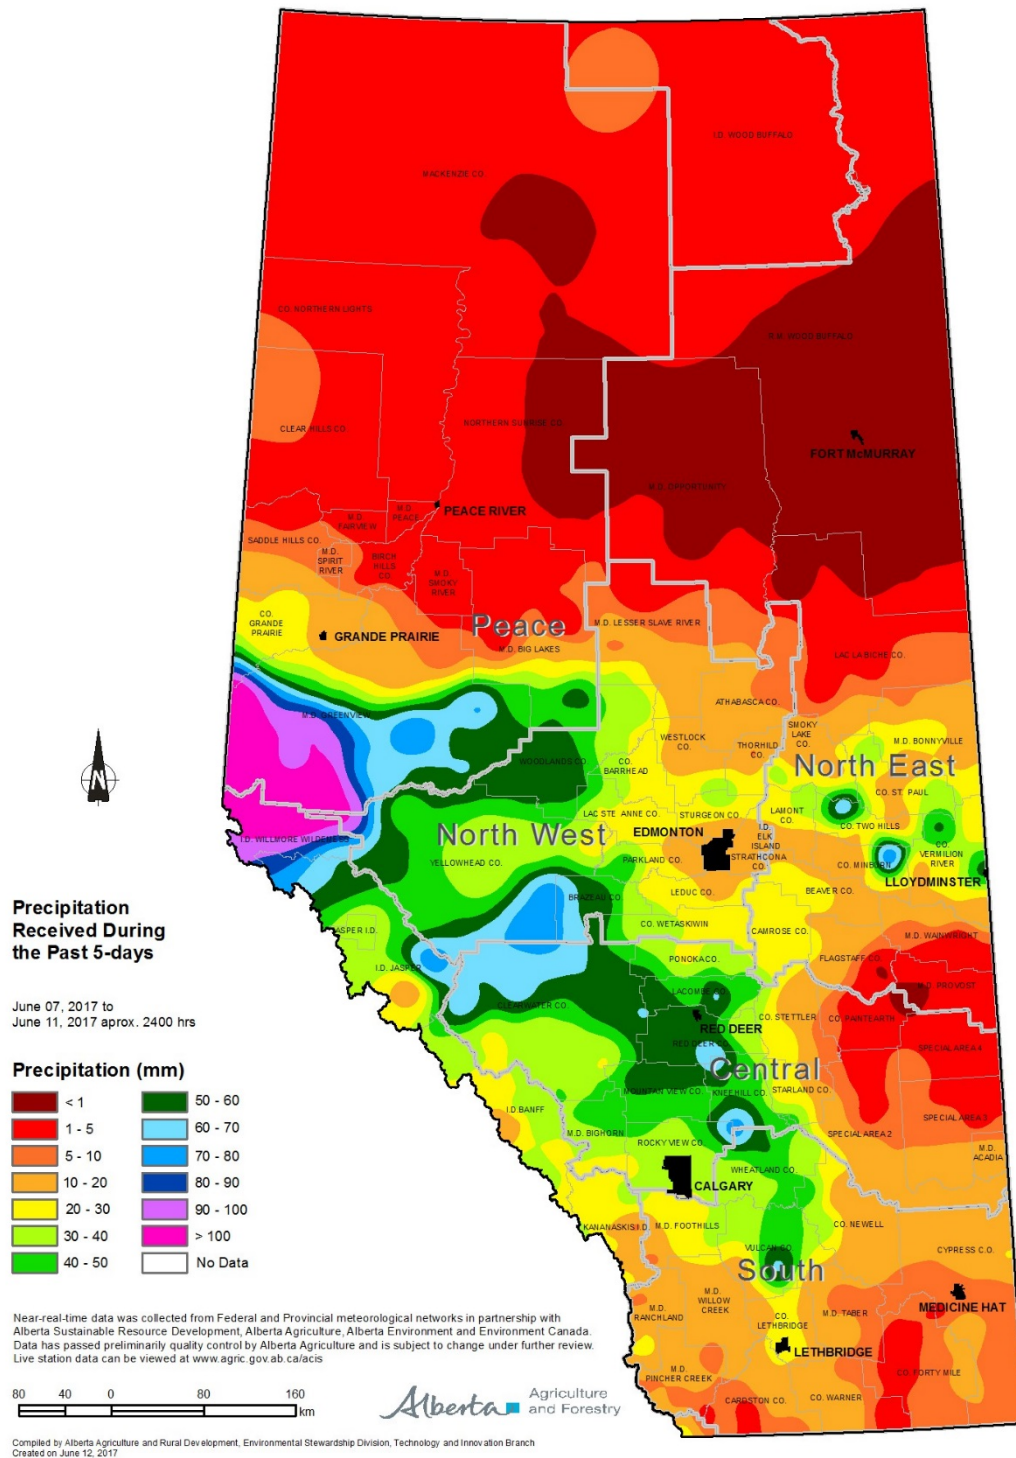 I.D. WOOD BUFFALO
MACKENZIE CO.
CO. NORTHERN LIGHTS
R.M. WOOD BUFFALO
CLEAR HILLS CO.
NORTHERN SUNRISE CO.
FORT McMURRAY
M.D. OPPORTUNITY
M.D.
PEACE
PEACE RIVER
M.D.
FAIRVIEW
SADDLE HILLS CO.
M.D.
SPIRIT
RIVER
BIRCH
HILLS
CO.
M.D.
SMOKY
RIVER
CO.
GRANDE
PRAIRIE
GRANDE PRAIRIE
Peace
M.D. LESSER SLAVE RIVER
M.D. BIG LAKES
LAC LA BICHE CO.
M.D. GREENVIEW
ATHABASCA CO.
WESTLOCK
CO.
THORHILD
CO.
SMOKY
LAKE
CO.
M.D. BONNYVILLE
WOODLANDS CO.
CO.
BARRHEAD
North East
CO. ST. PAUL
LAC STE ANNE CO.
STURGEON CO.
LAMONT
CO.
CO. TWO HILLS
North West
EDMONTON
I.D.
ELK
ISLAND
I.D. WILLMORE WILDERNESS
YELLOWHEAD CO.
PARKLAND CO.
STRATHCONA
CO.
CO. MINBURN
CO.
VERMILION
RIVER
LLOYDMINSTER
LEDUC CO.
BEAVER CO.
BRAZEAU CO.
CO. WETASKIWIN
CAMROSE CO.
M.D. WAINWRIGHT
JASPER I.D.
I.D. JASPER
PONOKA CO.
FLAGSTAFF CO.
M.D. PROVOST
CLEARWATER CO.
LACOMBE CO.
RED DEER
CO. STETTLER
CO. PAINTEARTH
RED DEER CO.
SPECIAL AREA 4
Central
MOUNTAIN VIEW CO.
KNEEHILL CO.
STARLAND CO.
I.D BANFF
SPECIAL AREA 3
M.D. BIGHORN
ROCKY VIEW CO.
SPECIAL AREA 2
M.D.
ACADIA
WHEATLAND CO.
CALGARY
KANANASKIS I.D.
M.D. FOOTHILLS
CO. NEWELL
VULCAN CO.
CYPRESS C.O.
South
M.D.
WILLOW
CREEK
M.D.
RANCHLAND
MEDICINE HAT
CO.
LETHBRIDGE
M.D. TABER
LETHBRIDGE
M.D.
PINCHER CREEK
CO. FORTY MILE
CARDSTON CO.
CO. WARNER
N
Precipitation
Received During
the Past 5-days
June 07, 2017 to
June 11, 2017 aprox. 2400 hrs
Precipitation (mm)
< 1
1 - 5
5 - 10
10 - 20
20 - 30
30 - 40
40 - 50
50 - 60
60 - 70
70 - 80
80 - 90
90 - 100
> 100
No Data
Near-real-time data was collected from Federal and Provincial meteorological networks in partnership with
Alberta Sustainable Resource Development, Alberta Agriculture, Alberta Environment and Environment Canada.
Data has passed preliminarily quality control by Alberta Agriculture and is subject to change under further review.
Live station data can be viewed at www.agric.gov.ab.ca/acis
80 40 0 80 160
km
Alberta Agriculture
and Forestry
Compiled by Alberta Agriculture and Rural Development, Environmental Stewardship Division, Technology and Innovation Branch
Created on June 12, 2017